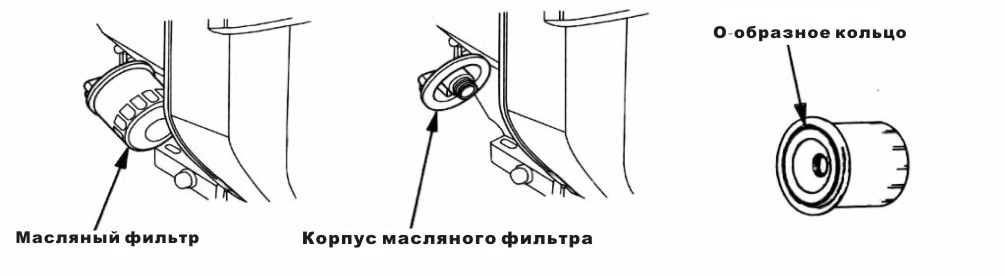 О-образное кольцо
Масляный фильтр
Корпус масляного фильтра